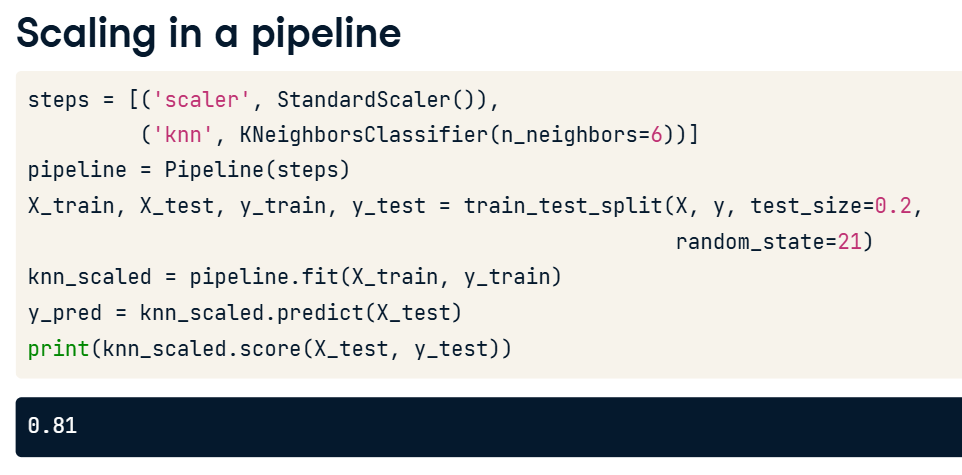 Scaling in a pipeline
steps = [('scaler', StandardScaler()),
         ('knn', KNeighborsClassifier(n_neighbors=6))]
pipeline = Pipeline(steps)
X_train, X_test, y_train, y_test = train_test_split(X, y, test_size=0.2,
                                                    random_state=21)
knn_scaled = pipeline.fit(X_train, y_train)
y_pred = knn_scaled.predict(X_test)
print(knn_scaled.score(X_test, y_test))
0.81